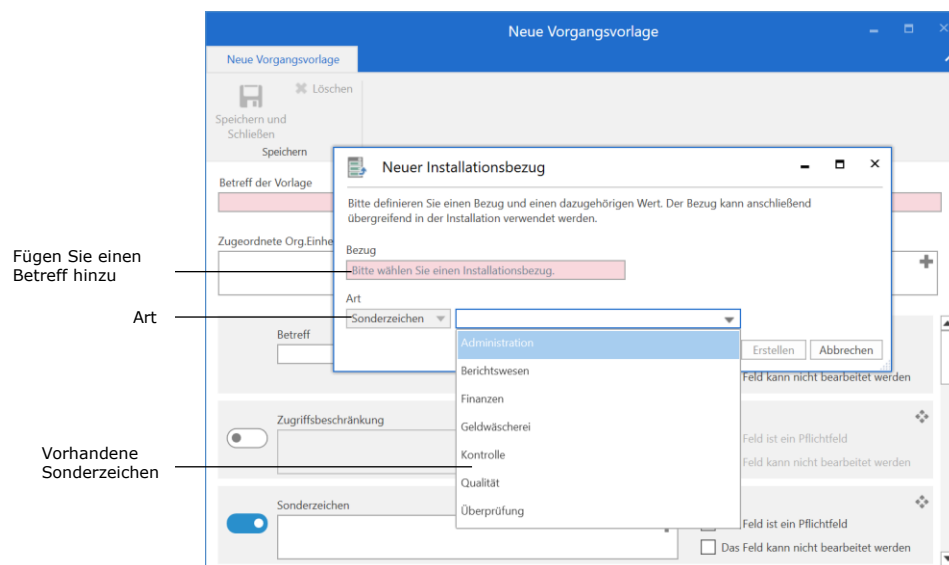 Neue Vorgangsvorlage
Neue Vorgangsvorlage
Löschen
Speichern und
Schließen
Speichern
Neuer Installationsbezug
Betreff der Vorlage
Bitte definieren Sie einen Bezug und einen dazugehörigen Wert. Der Bezug kann anschließend
übergreifend in der Installation verwendet werden.
Zugeordnete Org.Einhe
Bezug
Fügen Sie einen
Betreff hinzu
Bitte wählen Sie einen Installationsbezug.
Art
Art
Sonderzeichen
Betreff
Administration
Erstellen
Abbrechen
Berichtswesen
Feld kann nicht bearbeitet werden
Finanzen
Zugriffsbeschränkung
Geldwäscherei
Feld ist ein Pflichtfeld
Vorhandene
Sonderzeichen
Kontrolle
Feld kann nicht bearbeitet werden
Qualität
Sonderzeichen
Überprüfung
Feld ist ein Pflichtfeld
Das Feld kann nicht bearbeitet werden